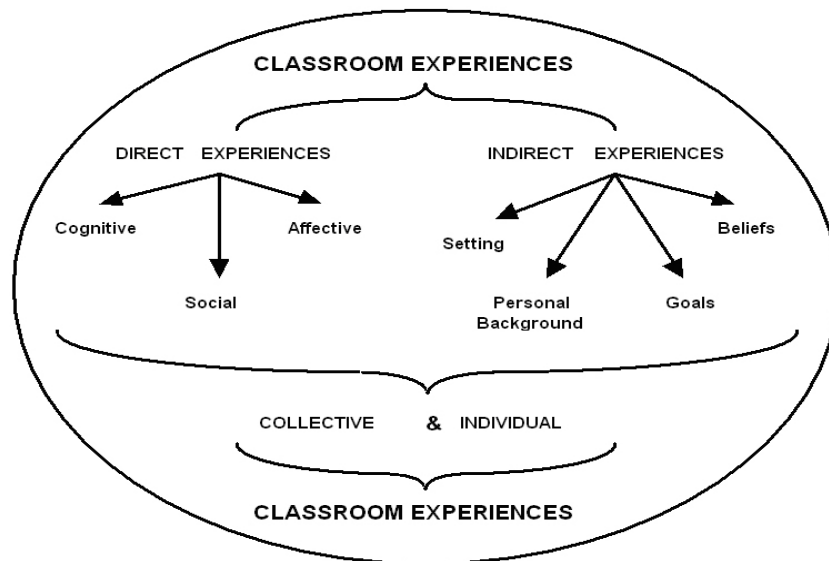 CLASSROOM EXPERIENCES
DIRECT EXPERIENCES
INDIRECT EXPERIENCES
Cognitive
Affective
Social
Setting
Beliefs
Personal
Background
Goals
COLLECTIVE & INDIVIDUAL
CLASSROOM EXPERIENCES